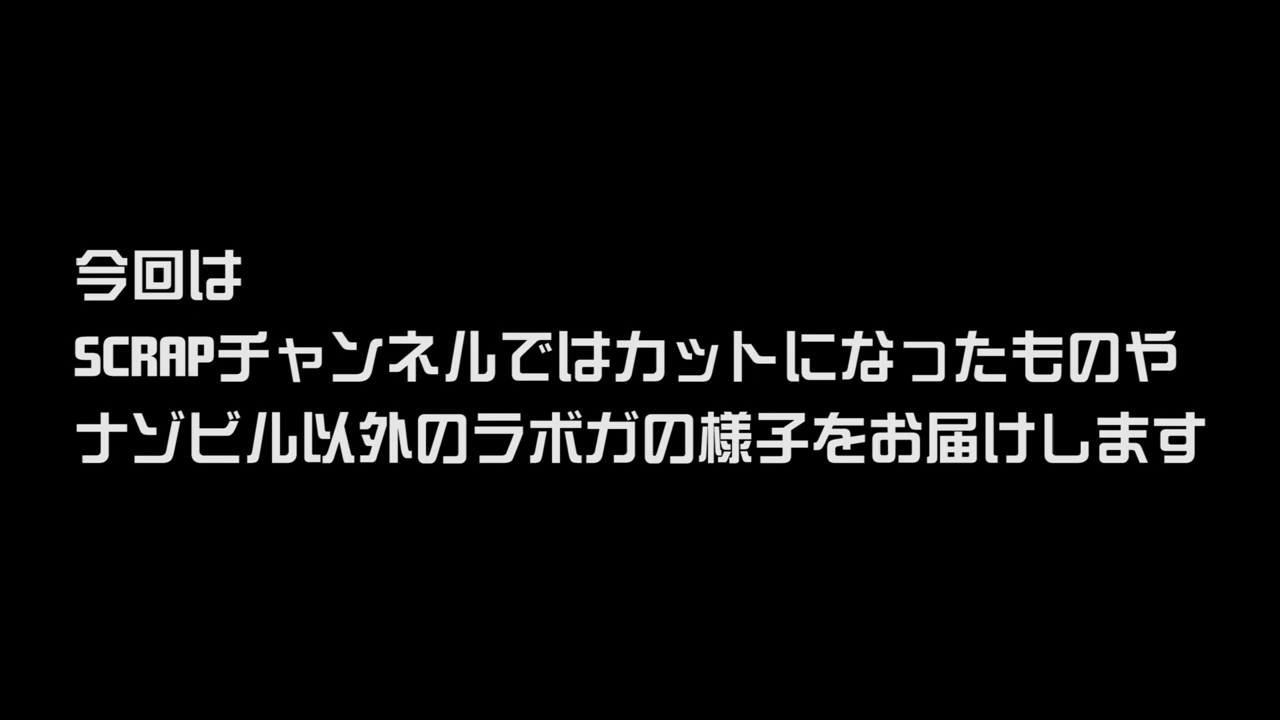 今回は
SCRAPチャンネルではカットになったものや
ナゾビル以外のラボガの様子をお届けします